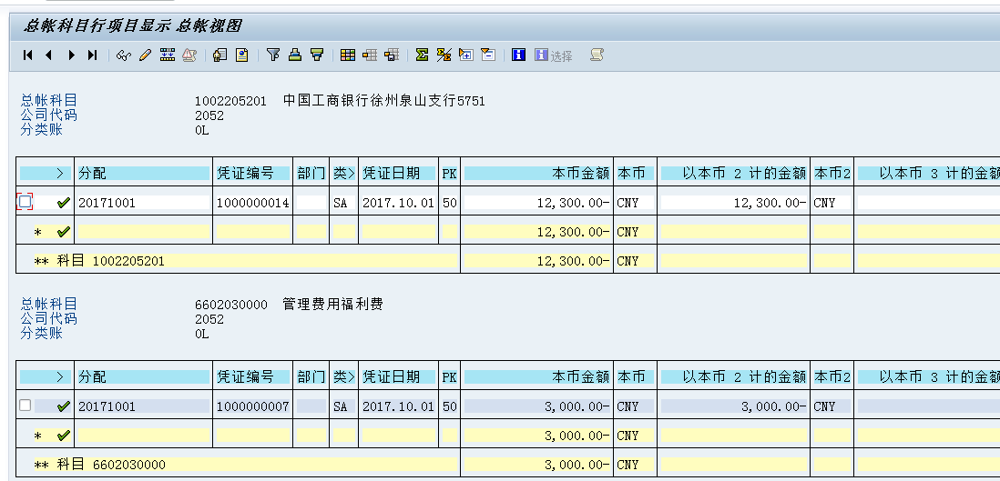 总帐科目行项目显示 总帐视图
选择
总帐科目 1002205201 中国工商银行徐州泉山支行5751
公司代码 2052
分类账 0L
> 分配 凭证编号 部门 类> 凭证日期 PK 本币金额 本币 以本币 2 计的金额 本币2 以本币 3 计的金额
20171001 1000000014 SA 2017.10.01 50 12,300.00- CNY 12,300.00- CNY
* 12,300.00- CNY
** 科目 1002205201 12,300.00- CNY
总帐科目 6602030000 管理费用福利费
公司代码 2052
分类账 0L
> 分配 凭证编号 部门 类> 凭证日期 PK 本币金额 本币 以本币 2 计的金额 本币2 以本币 3 计的金额
20171001 1000000007 SA 2017.10.01 50 3,000.00- CNY 3,000.00- CNY
* 3,000.00- CNY
** 科目 6602030000 3,000.00- CNY